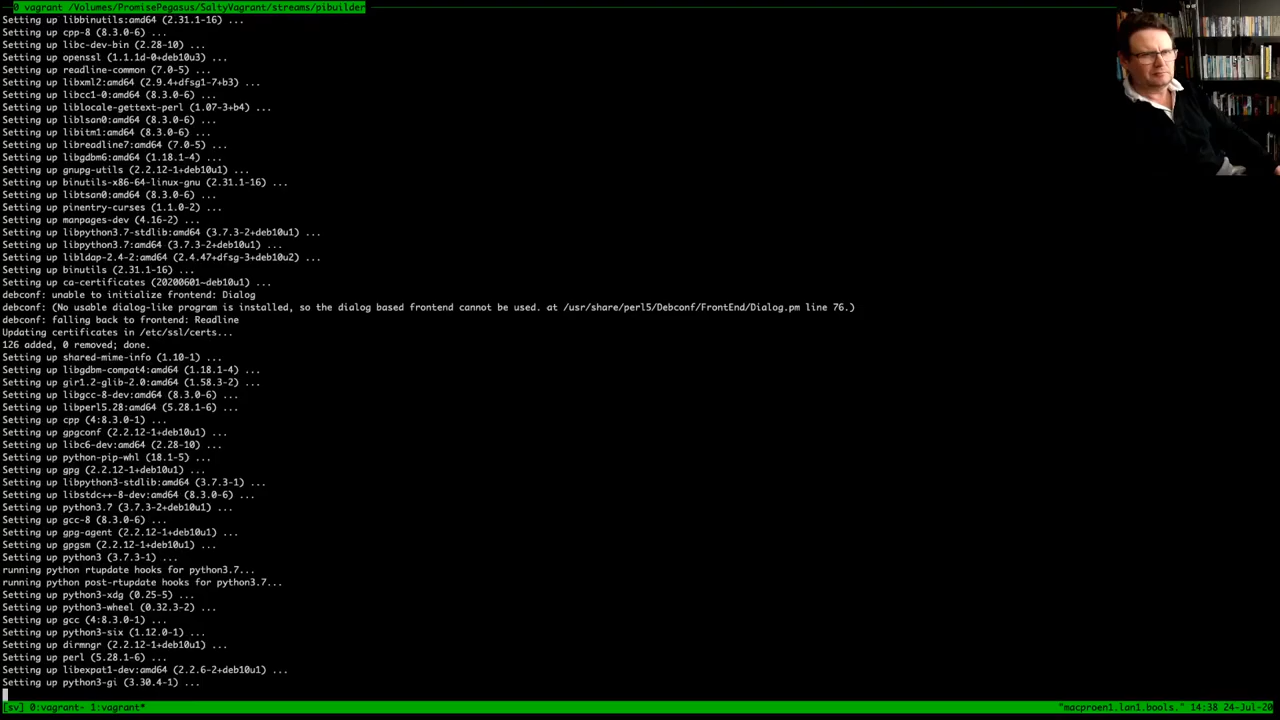 0 vagrant /Volumes/PromisePegasus/SaltyVagrant/streams/pibuilder
Setting up libbinutils:amd64 (2.31.1-16) ...
Setting up cpp-8 (8.3.0-6) ...
Setting up libc-dev-bin (2.28-10) ...
Setting up openssl (1.1.1d-0+deb10u3) ...
Setting up readline-common (7.0-5) ...
Setting up libxml2:amd64 (2.9.4+dfsg1-7+b3) ...
Setting up libcc1-0:amd64 (8.3.0-6) ...
Setting up liblocale-gettext-perl (1.07-3+b4) ...
Setting up liblsan0:amd64 (8.3.0-6) ...
Setting up libitm1:amd64 (8.3.0-6) ...
Setting up libreadline7:amd64 (7.0-5) ...
Setting up libgdbm6:amd64 (1.18.1-4) ...
Setting up gnupg-utils (2.2.12-1+deb10u1) ...
Setting up binutils-x86-64-linux-gnu (2.31.1-16) ...
Setting up libtsan0:amd64 (8.3.0-6) ...
Setting up pinentry-curses (1.1.0-2) ...
Setting up manpages-dev (4.16-2) ...
Setting up libpython3.7-stdlib:amd64 (3.7.3-2+deb10u1) ...
Setting up libpython3.7:amd64 (3.7.3-2+deb10u1) ...
Setting up libldap-2.4-2:amd64 (2.4.47+dfsg-3+deb10u2) ...
Setting up binutils (2.31.1-16) ...
Setting up ca-certificates (20200601~deb10u1) ...
debconf: unable to initialize frontend: Dialog
debconf: (No usable dialog-like program is installed, so the dialog based frontend cannot be used. at /usr/share/perl5/Debconf/FrontEnd/Dialog.pm line 76.)
debconf: falling back to frontend: Readline
Updating certificates in /etc/ssl/certs...
126 added, 0 removed; done.
Setting up shared-mime-info (1.10-1) ...
Setting up libgdbm-compat4:amd64 (1.18.1-4) ...
Setting up gir1.2-glib-2.0:amd64 (1.58.3-2) ...
Setting up libgcc-8-dev:amd64 (8.3.0-6) ...
Setting up libperl5.28:amd64 (5.28.1-6) ...
Setting up cpp (4:8.3.0-1) ...
Setting up gpgconf (2.2.12-1+deb10u1) ...
Setting up libc6-dev:amd64 (2.28-10) ...
Setting up python-pip-whl (18.1-5) ...
Setting up gpg (2.2.12-1+deb10u1) ...
Setting up libpython3-stdlib:amd64 (3.7.3-1) ...
Setting up libstdc++-8-dev:amd64 (8.3.0-6) ...
Setting up python3.7 (3.7.3-2+deb10u1) ...
Setting up gcc-8 (8.3.0-6) ...
Setting up gpg-agent (2.2.12-1+deb10u1) ...
Setting up gpgsm (2.2.12-1+deb10u1) ...
Setting up python3 (3.7.3-1) ...
running python rtupdate hooks for python3.7...
running python post-rtupdate hooks for python3.7...
Setting up python3-xdg (0.25-5) ...
Setting up python3-wheel (0.32.3-2) ...
Setting up gcc (4:8.3.0-1) ...
Setting up python3-six (1.12.0-1) ...
Setting up dirmngr (2.2.12-1+deb10u1) ...
Setting up perl (5.28.1-6) ...
Setting up libexpat1-dev:amd64 (2.2.6-2+deb10u1) ...
Setting up python3-gi (3.30.4-1) ...
[sv] 0:vagrant- 1:vagrant* "macproen1.lan1.bools." 14:38 24-Jul-20